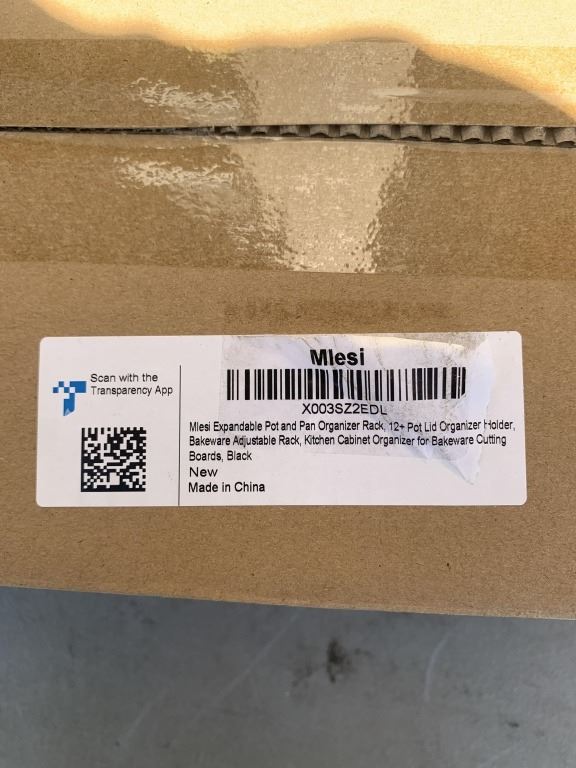 Scan with the
Transparency App
Mlesi
X003SZ2EDL
Mlesi Expandable Pot and Pan Organizer Rack, 12+ Pot Lid Organizer Holder,
Bakeware Adjustable Rack, Kitchen Cabinet Organizer for Bakeware Cutting
Boards, Black
New
Made in China